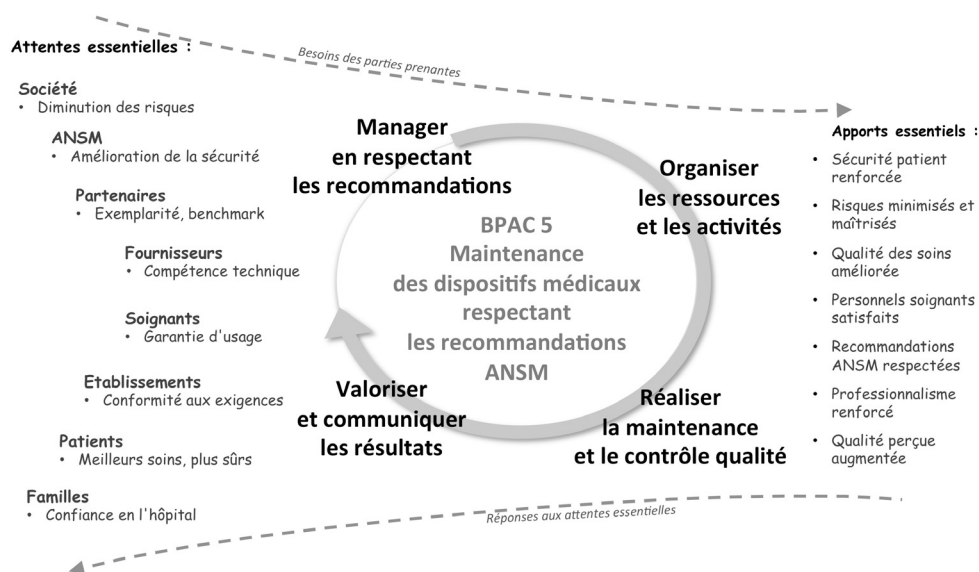 Attentes essentielles :
Besoins des parties prenantes
Société
• Diminution des risques
ANSM
• Amélioration de la sécurité
Partenaires
• Exemplarité, benchmark
Fournisseurs
• Compétence technique
Soignants
• Garantie d'usage
Etablissements
• Conformité aux exigences
Patients
• Meilleurs soins, plus sûrs
Familles
• Confiance en l'hôpital
Manager
en respectant
les recommandations
Organiser
les ressources
et les activités
BPAC 5
Maintenance
des dispositifs médicaux
respectant
les recommandations
ANSM
Valoriser
et communiquer
les résultats
Réaliser
la maintenance
et le contrôle qualité
Apports essentiels :
• Sécurité patient
renforcée
• Risques minimisés et
maîtrisés
• Qualité des soins
améliorée
• Personnels soignants
satisfaits
• Recommandations
ANSM respectées
• Professionnalisme
renforcé
• Qualité perçue
augmentée
Réponses aux attentes essentielles